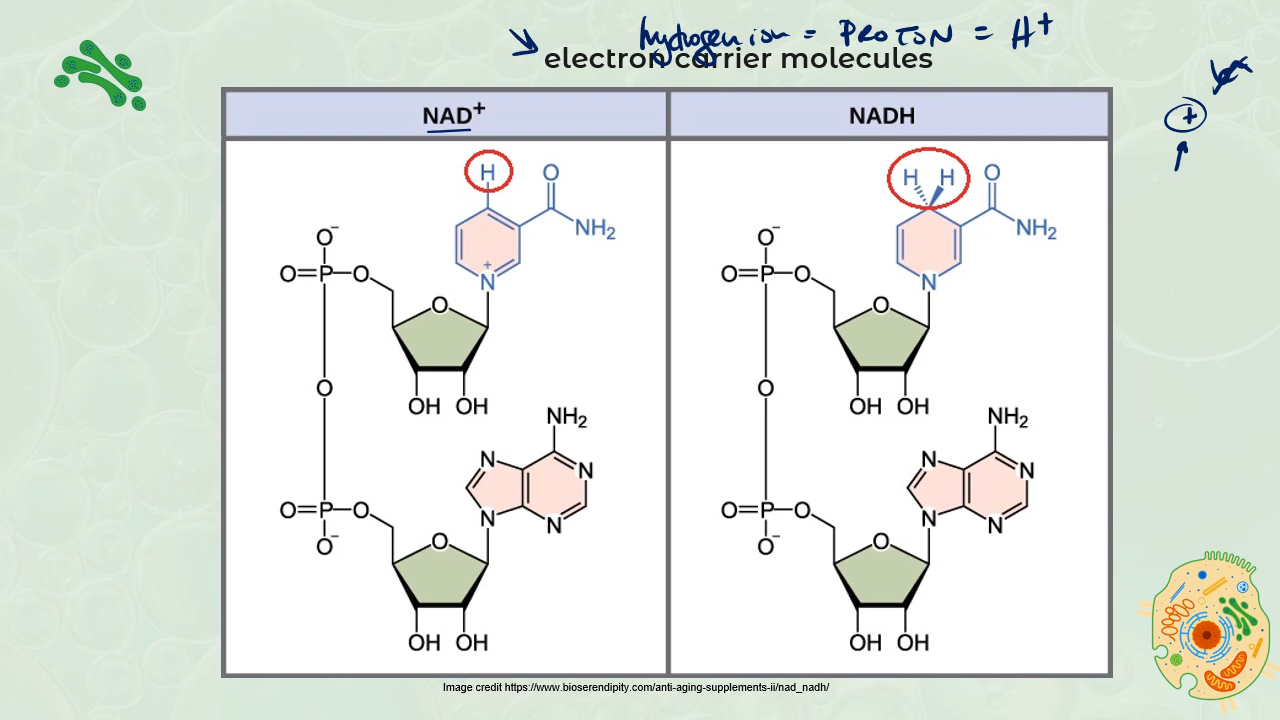 hydrogen ion = PROTON = H⁺
electron carrier molecules
NAD⁺ NADH
H O H H O
NH₂ NH₂
O⁻ O⁻
+
O=P—O N O=P—O N
O O
O O
OH OH OH OH
NH₂ NH₂
N N N N
O=P—O N N O=P—O N N
O⁻ O O⁻ O
OH OH OH OH
Image credit https://www.bioserendipity.com/anti-aging-supplements-ii/nad_nadh/
+